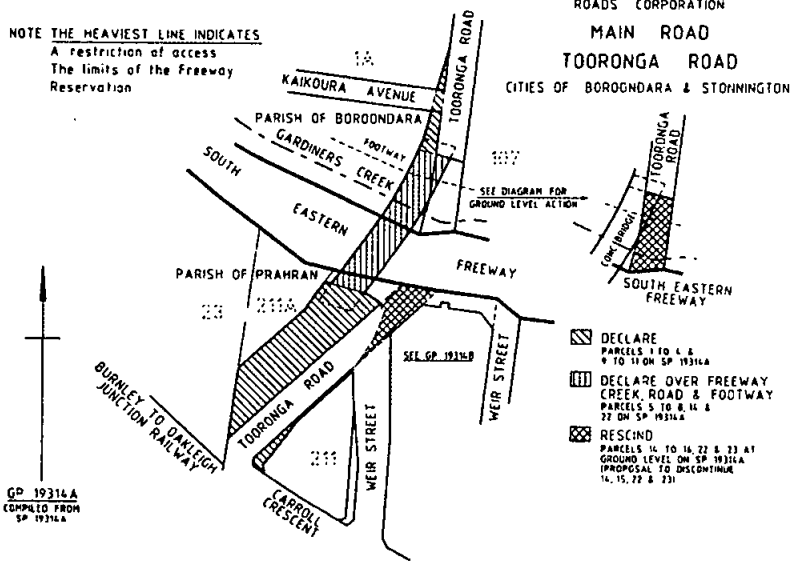 ROADS CORPORATION
MAIN ROAD
TOORONGA ROAD
CITIES OF BOROONDARA & STONNINGTON
NOTE THE HEAVIEST LINE INDICATES
A restriction of access
The limits of the Freeway
Reservation
1A
KAIKOURA AVENUE
TOORONGA ROAD
PARISH OF BOROONDARA
FOOTWAY
GARDINERS CREEK
107
SOUTH
EASTERN
FREEWAY
SEE DIAGRAM FOR
GROUND LEVEL ACTION
TOORONGA
ROAD
CONC BRIDGE
SOUTH EASTERN
FREEWAY
PARISH OF PRAHRAN
23
211A
SEE GP 19314B
TOORONGA ROAD
WEIR STREET
WEIR STREET
211
CARROLL
CRESCENT
BURNLEY TO OAKLEIGH
JUNCTION RAILWAY
DECLARE
PARCELS 1 TO 4 &
9 TO 11 ON SP 19314A
DECLARE OVER FREEWAY
CREEK, ROAD & FOOTWAY
PARCELS 5 TO 8, 14 &
22 ON SP 19314A
RESCIND
PARCELS 14 TO 16, 22 & 23 AT
GROUND LEVEL ON SP 19314A
(PROPOSAL TO DISCONTINUE
14, 15, 22 & 23)
GP 19314A
COMPILED FROM
SP 19314A